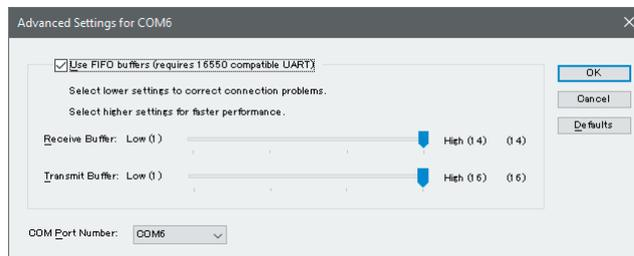 Advanced Settings for COM6
Use FIFO buffers (requires 16550 compatible UART)
OK
Select lower settings to correct connection problems.
Cancel
Select higher settings for faster performance.
Defaults
Receive Buffer: Low (1) High (14) (14)
Transmit Buffer: Low (1) High (16) (16)
COM Port Number: COM6